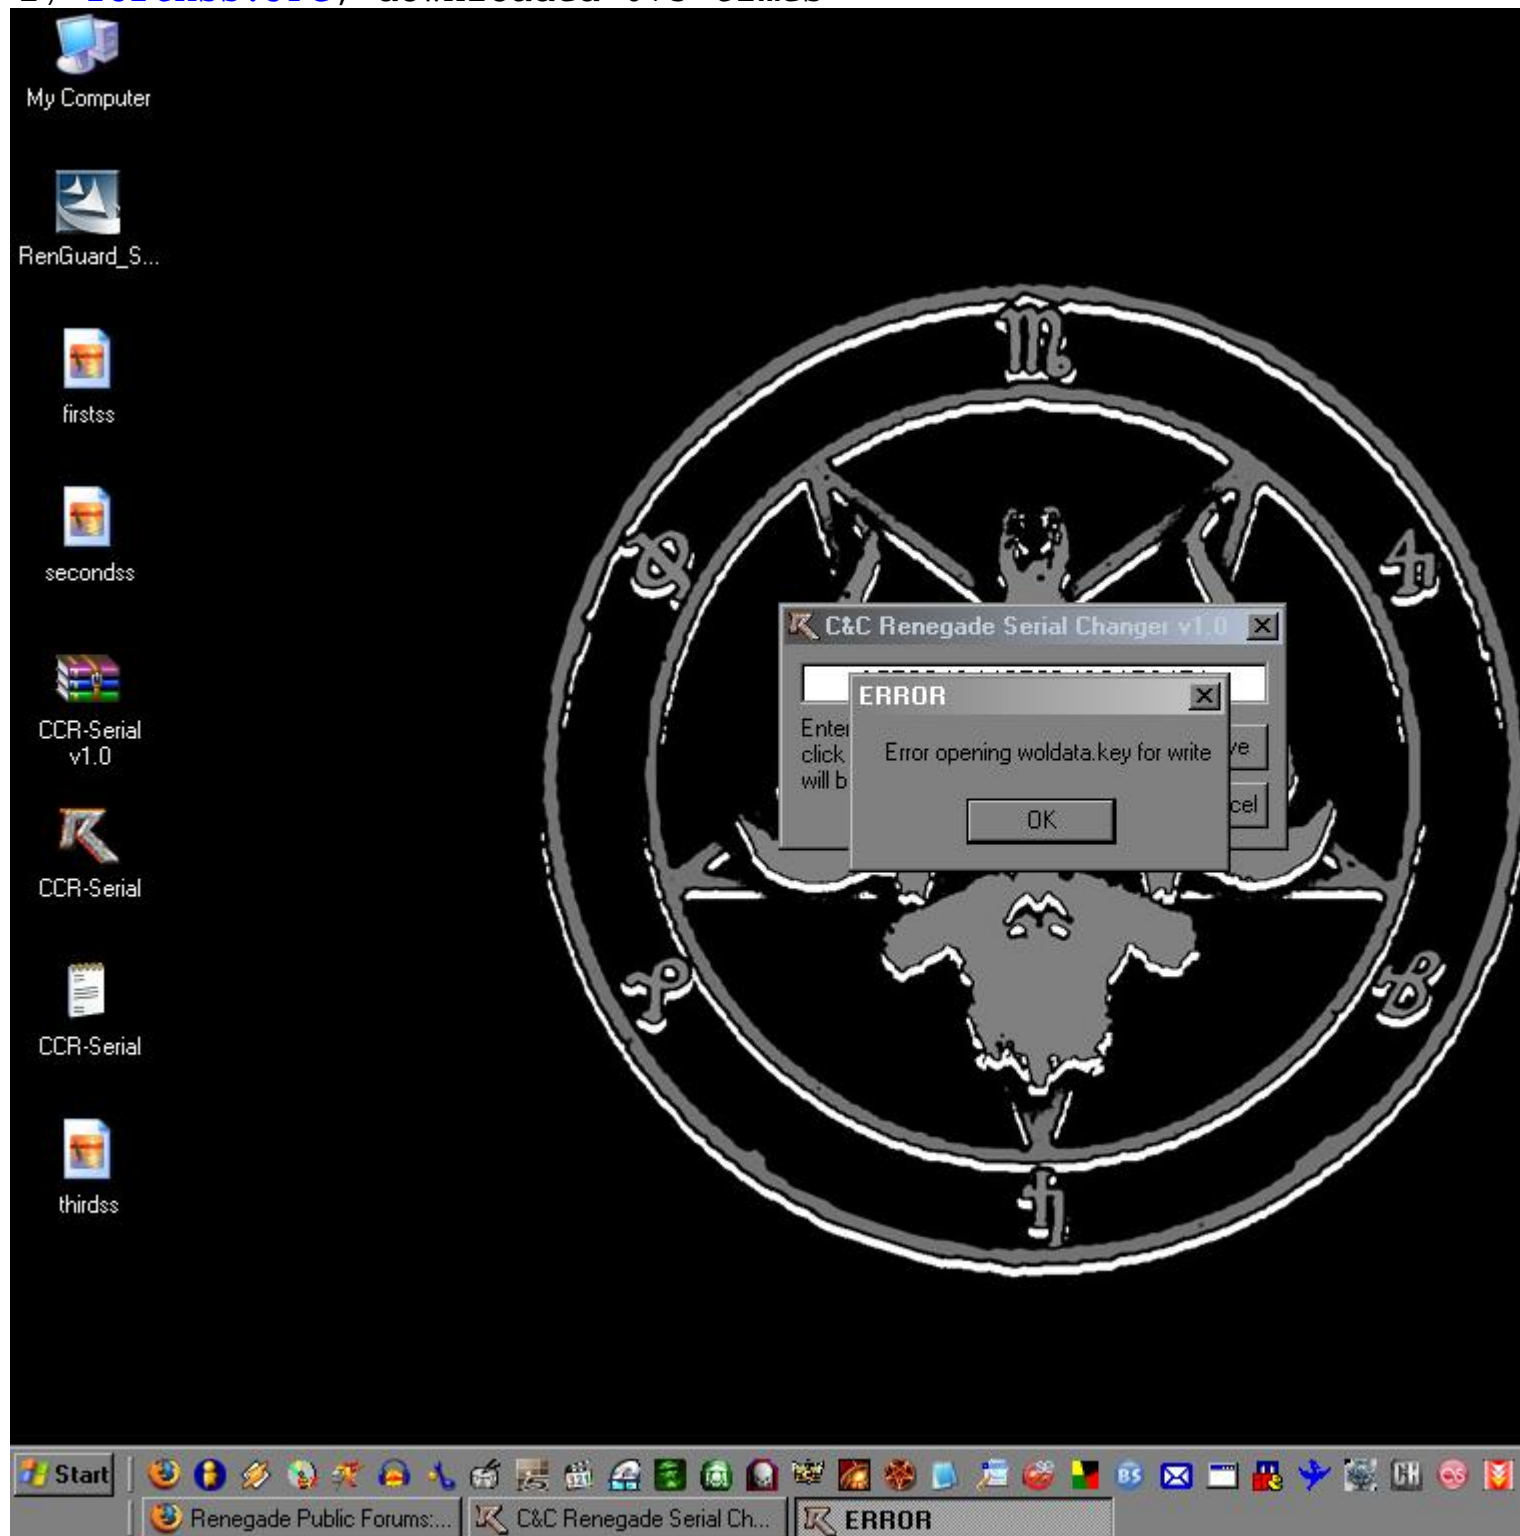 My Computer
RenGuard_S...
firstss
secondss
CCR-Serial
v1.0
CCR-Serial
CCR-Serial
thirdss
C&C Renegade Serial Changer v1.0
ERROR
Enter
click
will b
Error opening woldata.key for write
ve
cel
OK
Start
BS
Renegade Public Forums:...
C&C Renegade Serial Ch...
ERROR